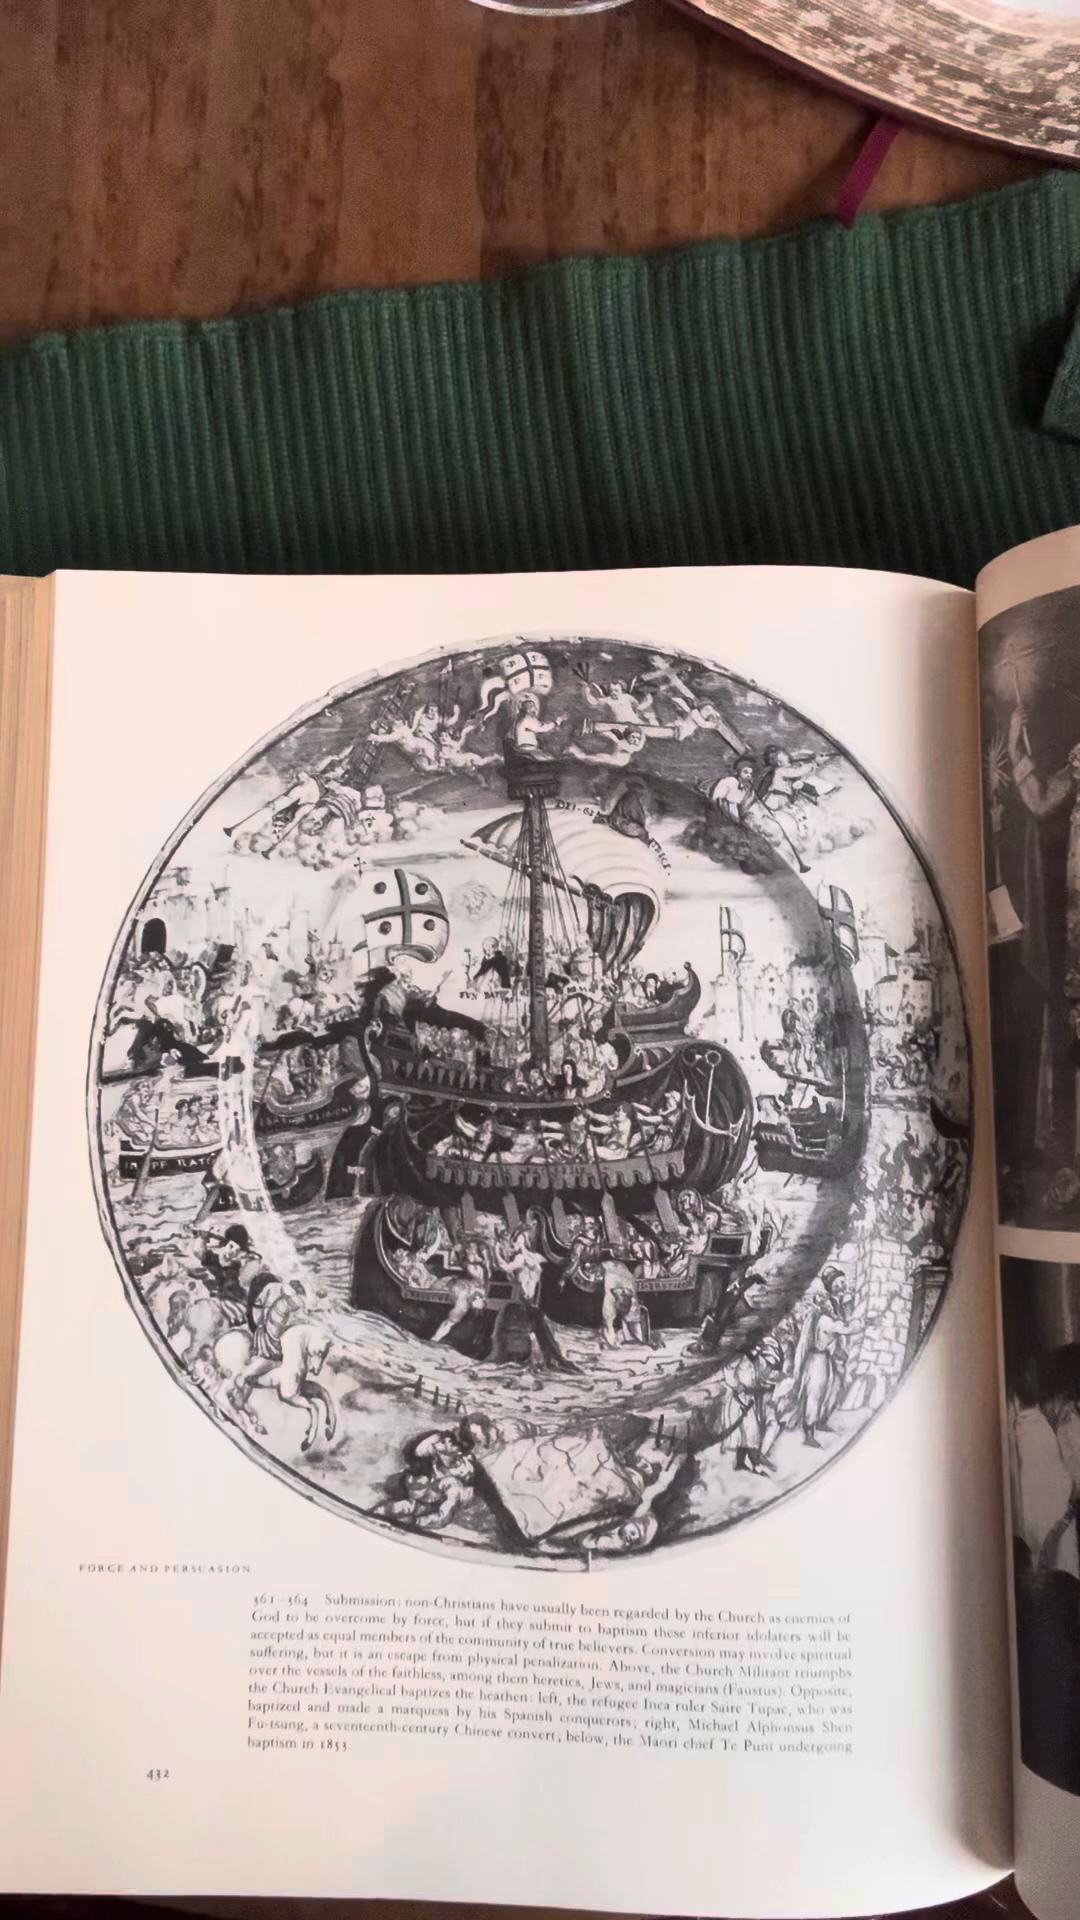 DEI · GE
FVN BAPT
IMPE RATO
FORCE AND PERSUASION
361–364 Submission: non-Christians have usually been regarded by the Church as enemies of
God to be overcome by force, but if they submit to baptism these inferior idolaters will be
accepted as equal members of the community of true believers. Conversion may involve spiritual
suffering, but it is an escape from physical penalization. Above, the Church Militant triumphs
over the vessels of the faithless, among them heretics, Jews, and magicians (Faustus). Opposite,
the Church Evangelical baptizes the heathen: left, the refugee Inca ruler Saire Tupac, who was
baptized and made a marquess by his Spanish conquerors; right, Michael Alphonsus Shen
Fu-tsung, a seventeenth-century Chinese convert; below, the Maori chief Te Puni undergoing
baptism in 1853.
432